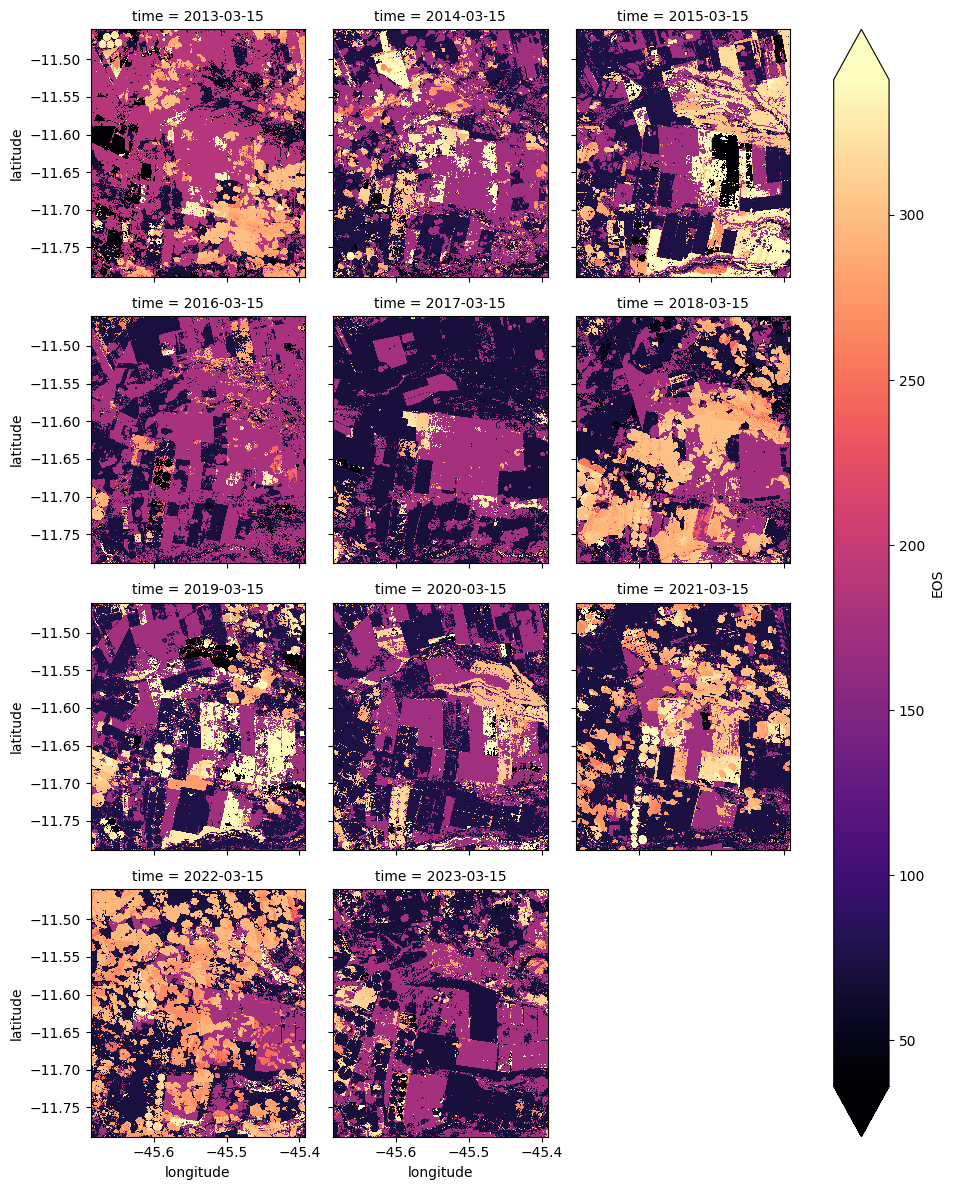 time = 2013-03-15
time = 2014-03-15
time = 2015-03-15
−11.50
−11.55
−11.60
−11.65
−11.70
−11.75
latitude
time = 2016-03-15
time = 2017-03-15
time = 2018-03-15
−11.50
−11.55
−11.60
−11.65
−11.70
−11.75
latitude
time = 2019-03-15
time = 2020-03-15
time = 2021-03-15
−11.50
−11.55
−11.60
−11.65
−11.70
−11.75
latitude
time = 2022-03-15
time = 2023-03-15
−11.50
−11.55
−11.60
−11.65
−11.70
−11.75
latitude
−45.6 −45.5 −45.4
longitude
−45.6 −45.5 −45.4
longitude
300
250
200
150
100
50
EOS